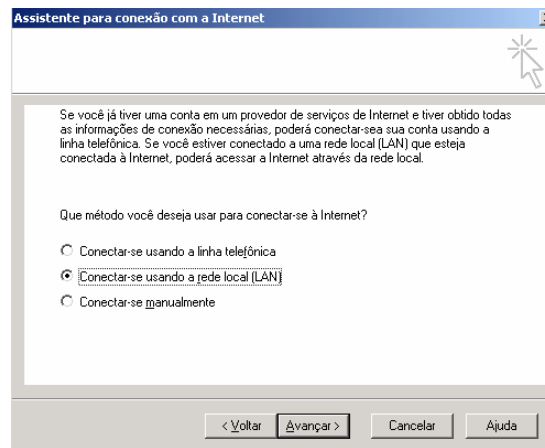 Assistente para conexão com a Internet
Se você já tiver uma conta em um provedor de serviços de Internet e tiver obtido todas
as informações de conexão necessárias, poderá conectar-sea sua conta usando a
linha telefônica. Se você estiver conectado a uma rede local (LAN) que esteja
conectada à Internet, poderá acessar a Internet através da rede local.
Que método você deseja usar para conectar-se à Internet?
Conectar-se usando a linha telefônica
Conectar-se usando a rede local (LAN)
Conectar-se manualmente
< Voltar Avançar > Cancelar Ajuda